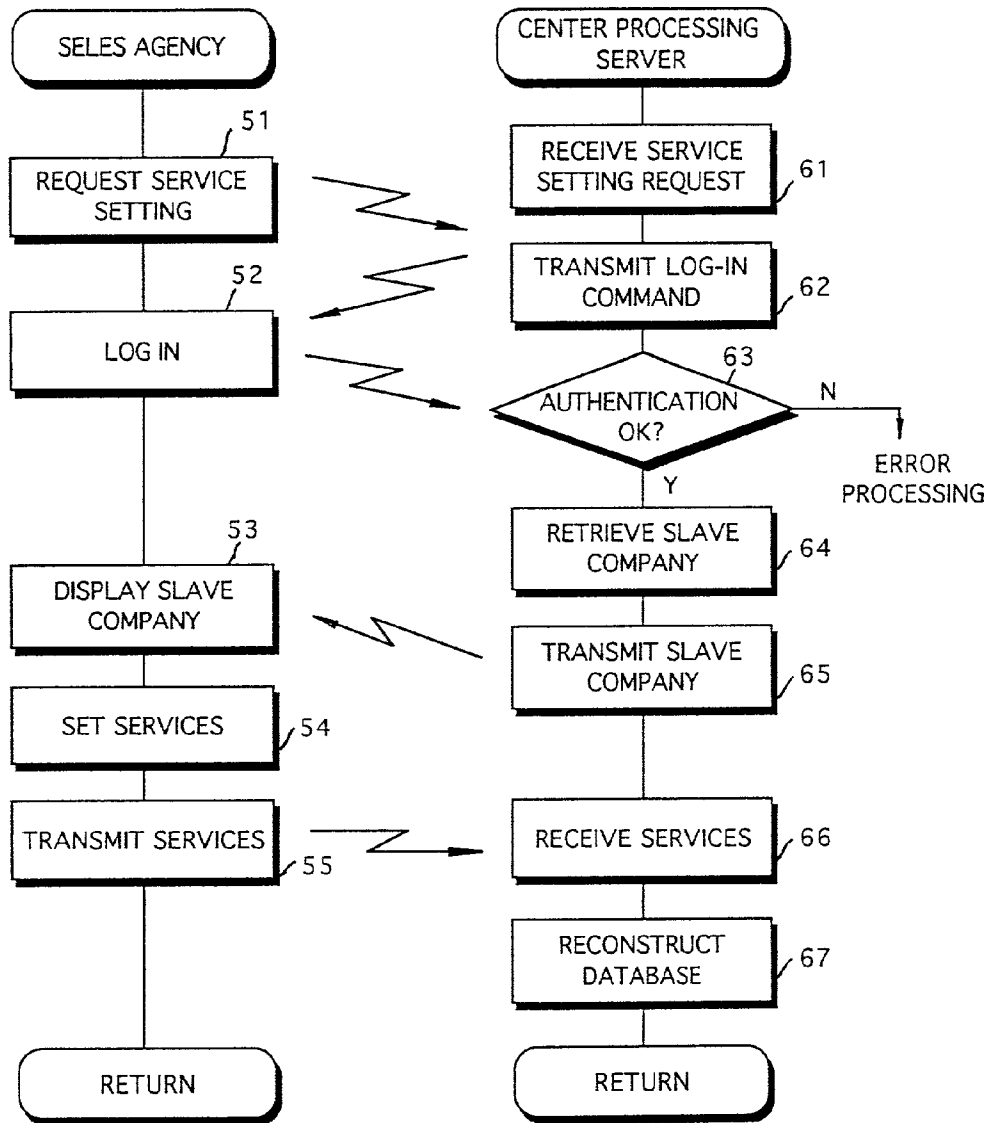 SELES AGENCY
51
REQUEST SERVICE
SETTING
52
LOG IN
53
DISPLAY SLAVE
COMPANY
SET SERVICES
54
TRANSMIT SERVICES
55
RETURN
CENTER PROCESSING
SERVER
RECEIVE SERVICE
SETTING REQUEST
61
TRANSMIT LOG-IN
COMMAND
62
63
AUTHENTICATION
OK?
N
ERROR
PROCESSING
Y
RETRIEVE SLAVE
COMPANY
64
TRANSMIT SLAVE
COMPANY
65
RECEIVE SERVICES
66
RECONSTRUCT
DATABASE
67
RETURN